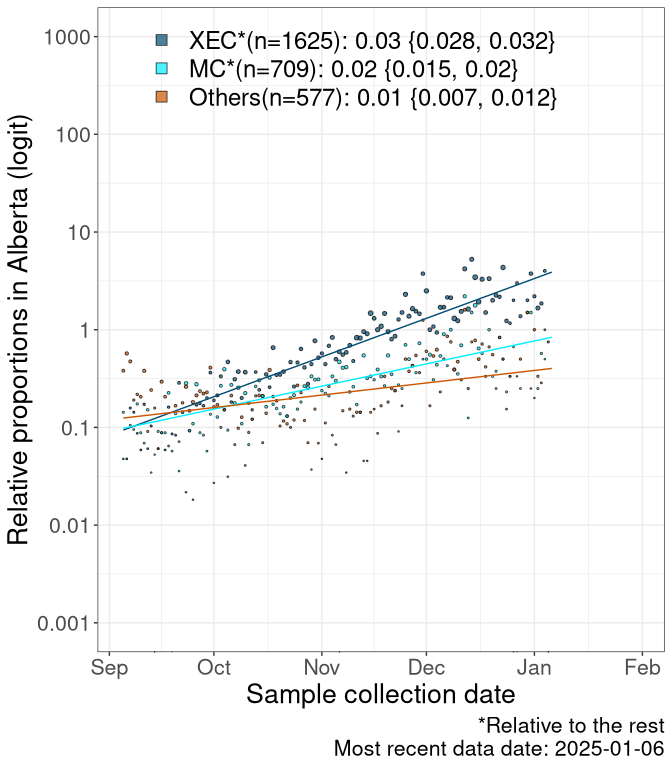 XEC*(n=1625): 0.03 {0.028, 0.032}
MC*(n=709): 0.02 {0.015, 0.02}
Others(n=577): 0.01 {0.007, 0.012}
Relative proportions in Alberta (logit)
1000
100
10
1
0.1
0.01
0.001
Sep Oct Nov Dec Jan Feb
Sample collection date
*Relative to the rest
Most recent data date: 2025-01-06